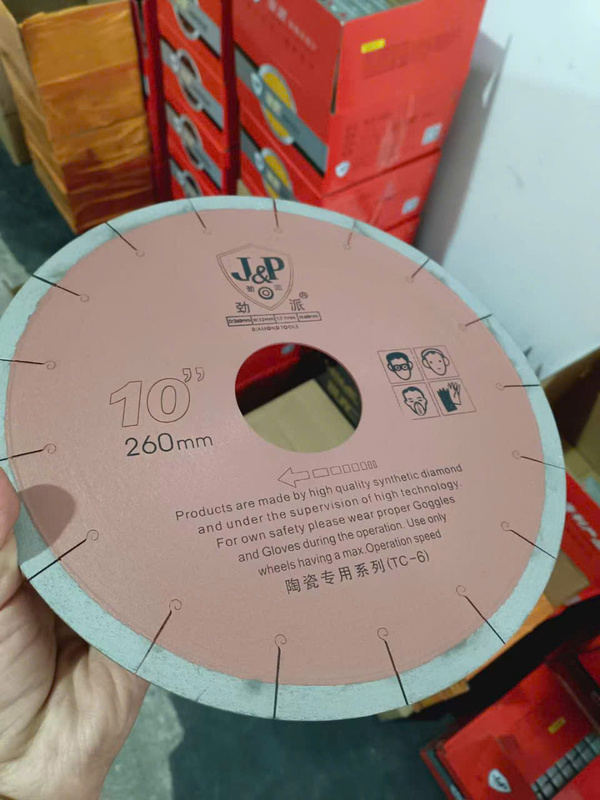 J&P
劲派®
DIAMOND TOOLS
10”
260mm
Products are made by high quality synthetic diamond
and under the supervision of high technology.
For own safety please wear proper Goggles
and Gloves during the operation. Use only
wheels having a max.Operation speed
陶瓷专用系列(TC-6)